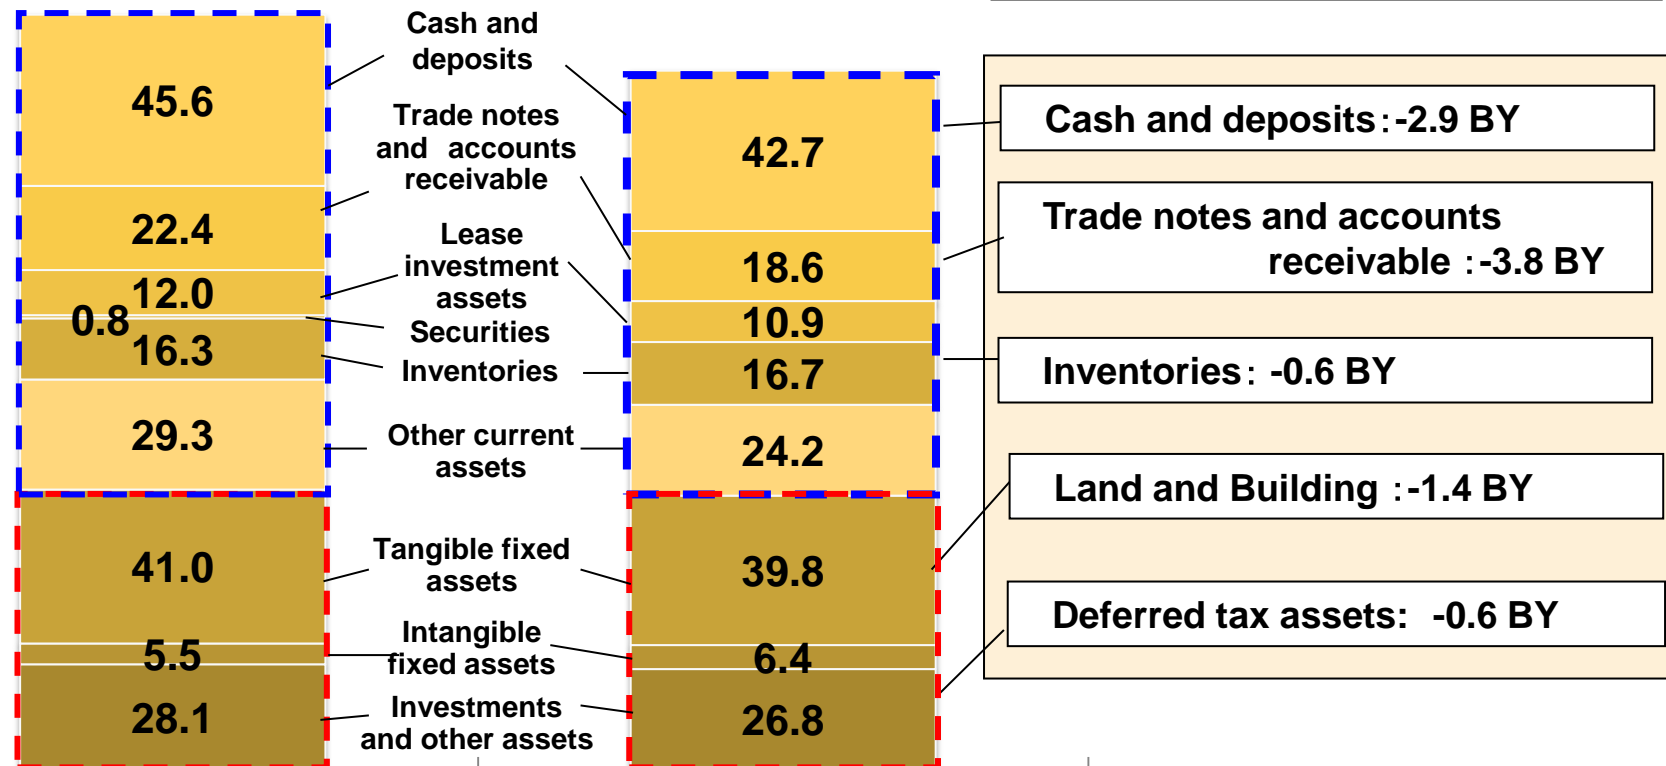 45.6
22.4
12.0
0.8
16.3
29.3
41.0
5.5
28.1
Cash and
deposits
Trade notes
and accounts
receivable
Lease
investment
assets
Securities
Inventories
Other current
assets
Tangible fixed
assets
Intangible
fixed assets
Investments
and other assets
42.7
18.6
10.9
16.7
24.2
39.8
6.4
26.8
Cash and deposits：-2.9 BY
Trade notes and accounts
receivable：-3.8 BY
Inventories：-0.6 BY
Land and Building：-1.4 BY
Deferred tax assets: -0.6 BY